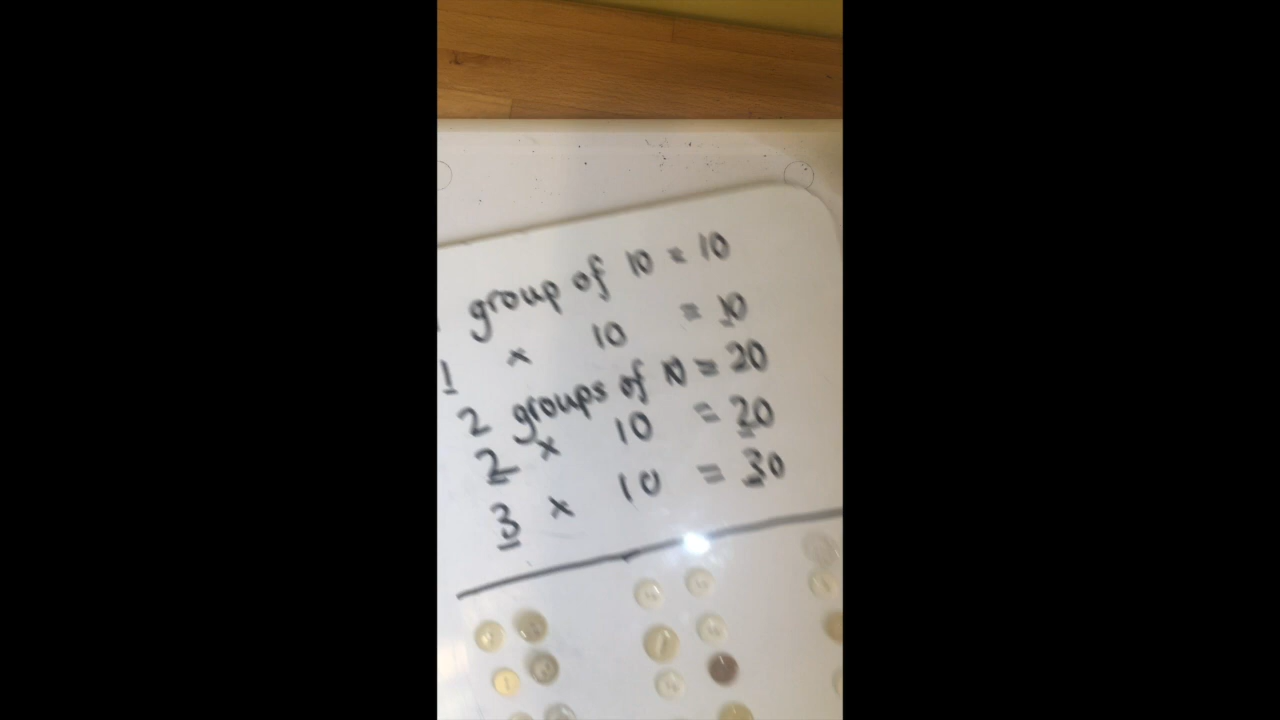 group of 10 = 10
1 x 10 = 10
2 groups of 10 = 20
2 x 10 = 20
3 x 10 = 30